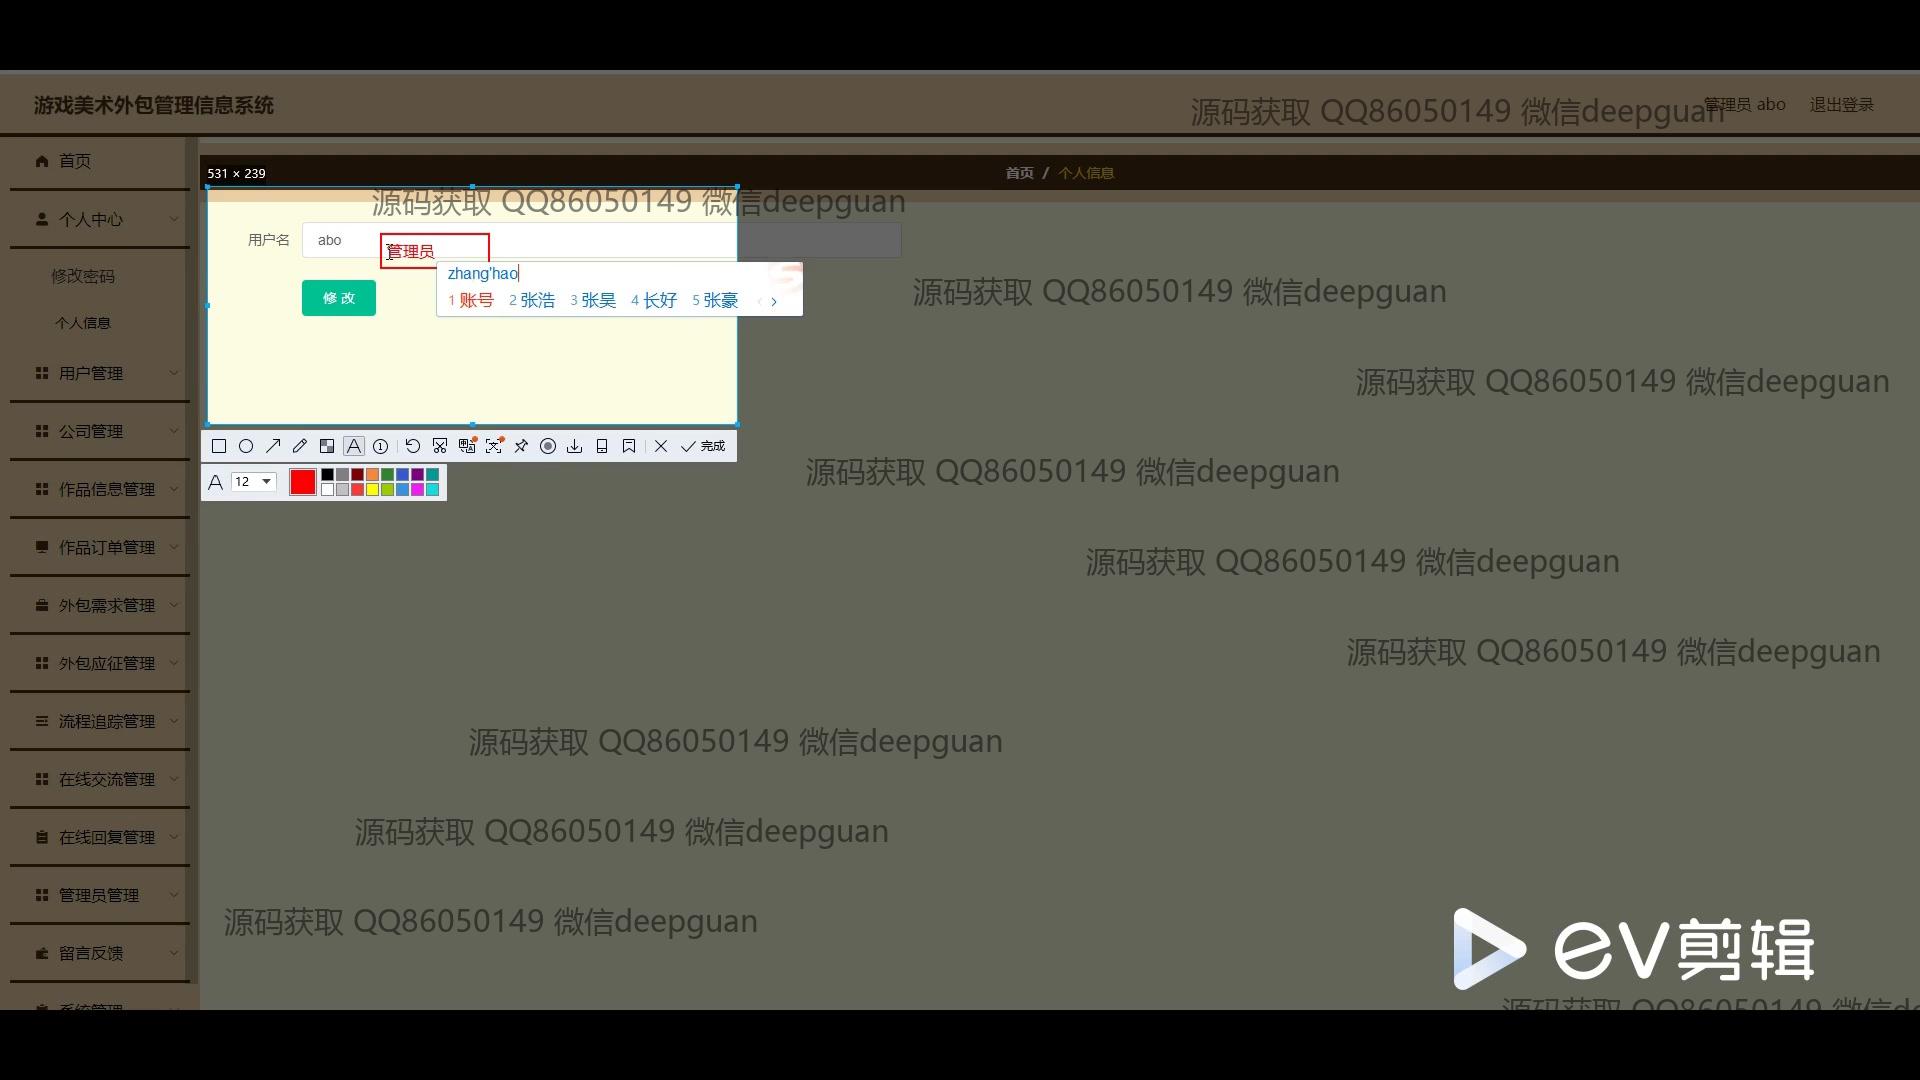 游戏美术外包管理信息系统
源码获取 QQ86050149 微信deepguan
管理员 abo
退出登录
首页
个人中心
修改密码
个人信息
用户管理
公司管理
作品信息管理
作品订单管理
外包需求管理
外包应征管理
流程追踪管理
在线交流管理
在线回复管理
管理员管理
留言反馈
系统管理
531 × 239
首页 / 个人信息
源码获取 QQ86050149 微信deepguan
用户名
abo
管理员
zhang'hao
1 账号 2 张浩 3 张昊 4 长好 5 张豪
修 改
完成
A 12
源码获取 QQ86050149 微信deepguan
源码获取 QQ86050149 微信deepguan
源码获取 QQ86050149 微信deepguan
源码获取 QQ86050149 微信deepguan
源码获取 QQ86050149 微信deepguan
源码获取 QQ86050149 微信deepguan
源码获取 QQ86050149 微信deepguan
源码获取 QQ86050149 微信deepguan
ev剪辑
源码获取 QQ86050149 微信de